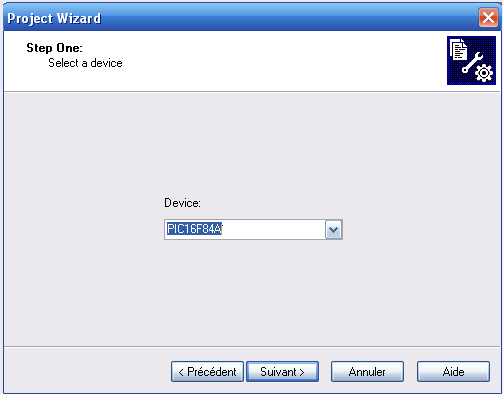 Project Wizard
Step One:
Select a device
Device:
PIC16F84A
< Précédent
Suivant >
Annuler
Aide